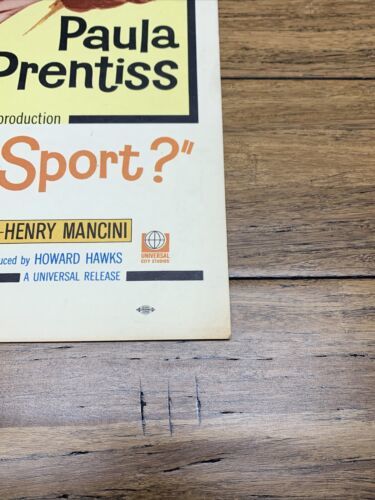 Paula
Prentiss
production
Sport?"
-HENRY MANCINI
uced by HOWARD HAWKS
A UNIVERSAL RELEASE
UNIVERSAL
CITY STUDIOS